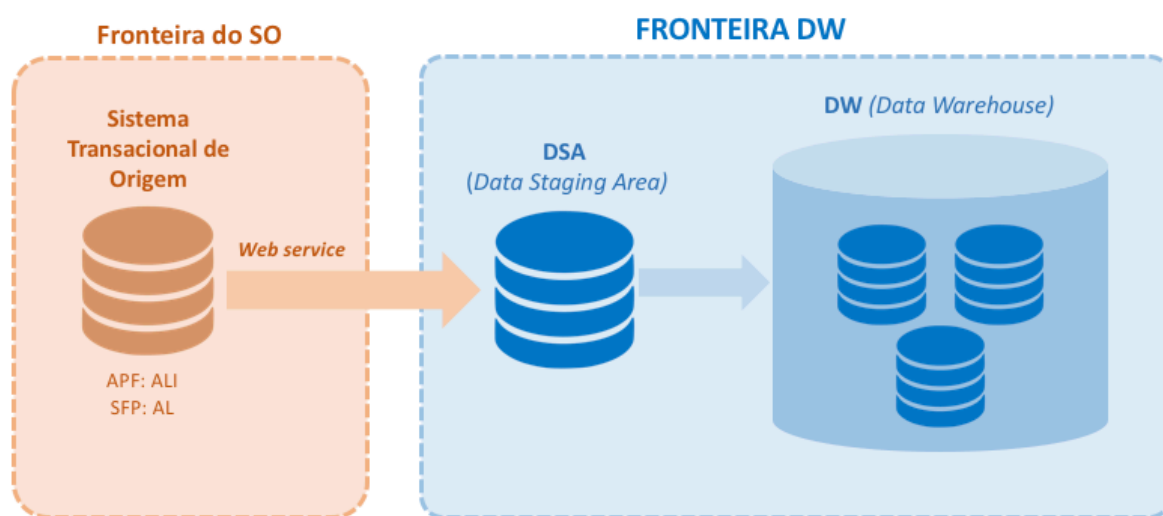 Fronteira do SO
FRONTEIRA DW
Sistema
Transacional de
Origem
Web service
APF: ALI
SFP: AL
DSA
(Data Staging Area)
DW (Data Warehouse)